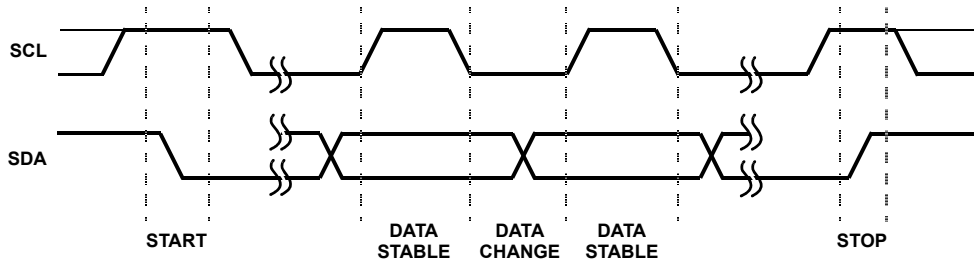 SCL
SDA
START
DATA
STABLE
DATA
CHANGE
DATA
STABLE
STOP